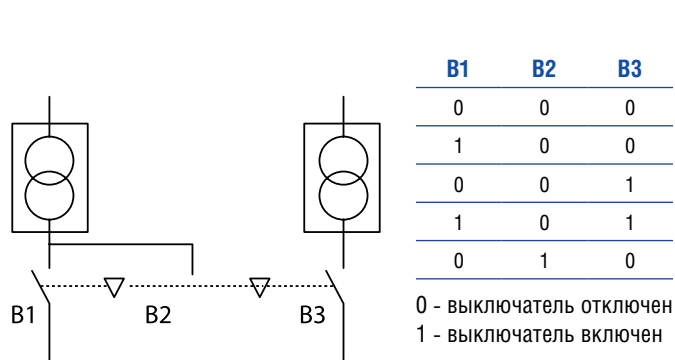 B1 B2 B3
0 0 0
1 0 0
0 0 1
1 0 1
0 1 0
B1
B2
B3
0 - выключатель отключен
1 - выключатель включен